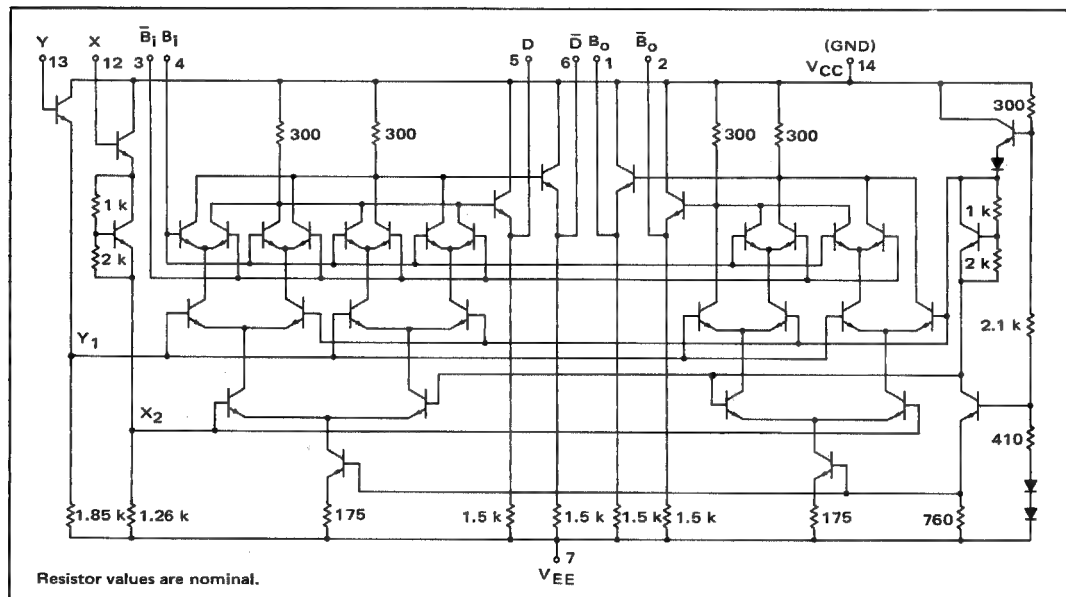 Y X B̅i Bi D D̅ Bo B̅o (GND)
13 12 3 4 5 6 1 2 VCC 14
300
300 300 300 300
1 k 1 k
2 k 2 k
Y1 2.1 k
X2
410
1.85 k 1.26 k 175 1.5 k 1.5 k 1.5 k 1.5 k 175 760
7
VEE
Resistor values are nominal.